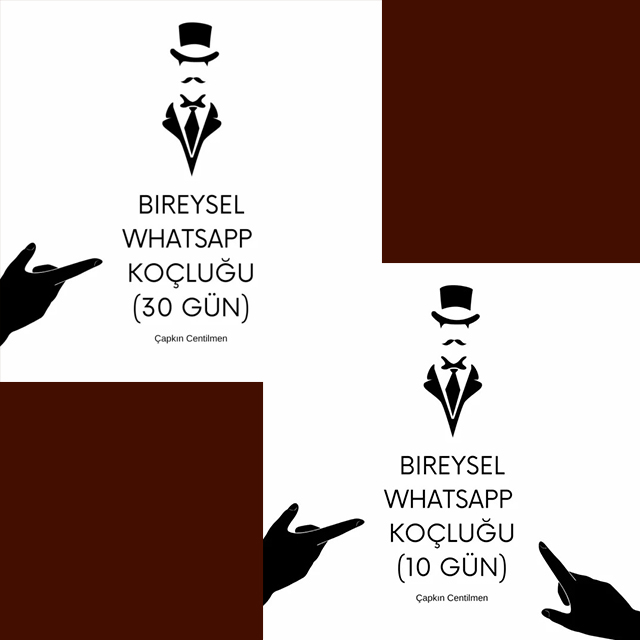 BIREYSEL
WHATSAPP
KOÇLUĞU
(30 GÜN)
Çapkın Centilmen
BIREYSEL
WHATSAPP
KOÇLUĞU
(10 GÜN)
Çapkın Centilmen